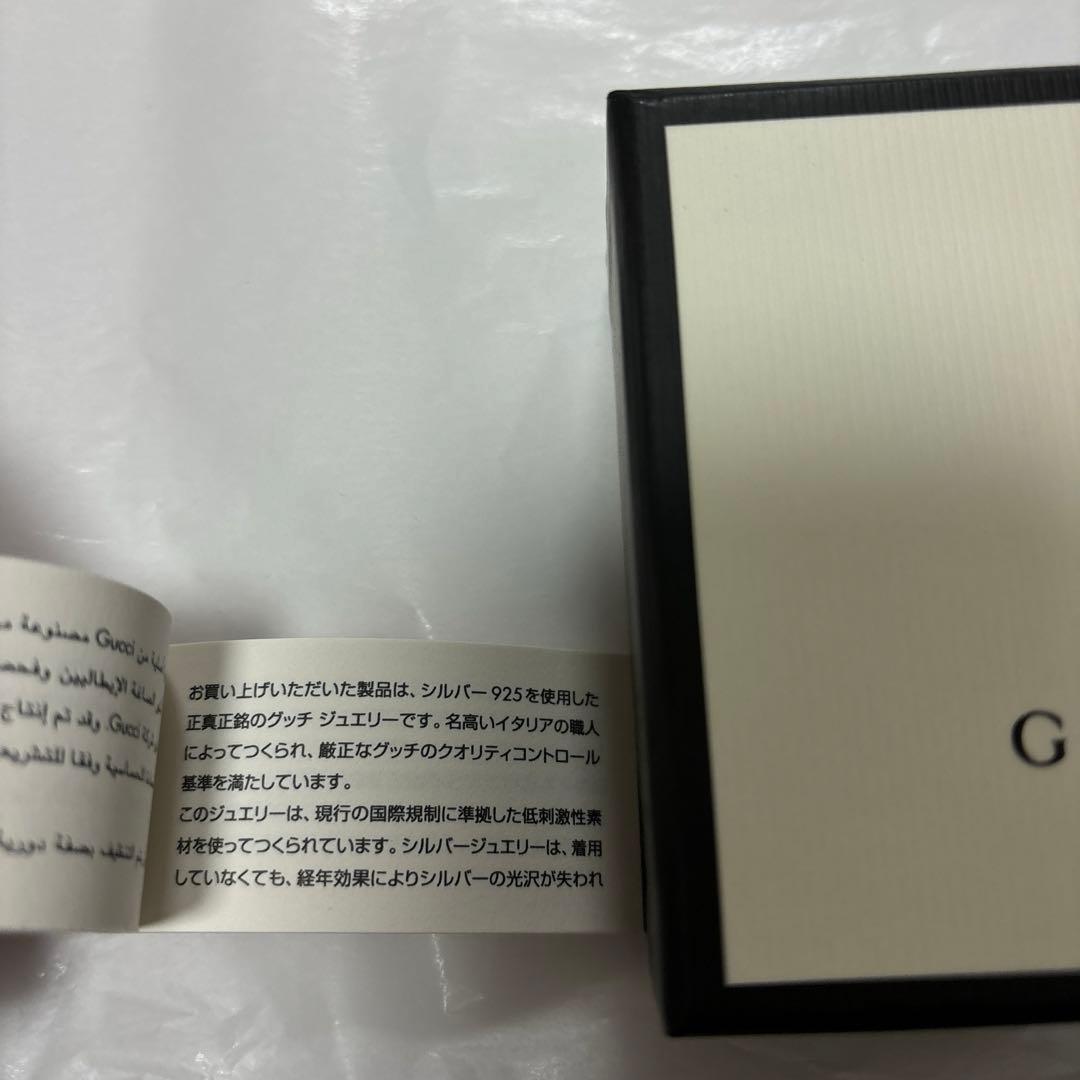 من Gucci مصنوعة
الإيطاليين
شركة Gucci. وقد تم إنتاج
الحساسية وفقا للتشريع
بصفة دورية
お買い上げいただいた製品は、シルバー925を使用した
正真正銘のグッチ ジュエリーです。名高いイタリアの職人
によってつくられ、厳正なグッチのクオリティコントロール
基準を満たしています。
このジュエリーは、現行の国際規制に準拠した低刺激性素
材を使ってつくられています。シルバージュエリーは、着用
していなくても、経年効果によりシルバーの光沢が失われ
G